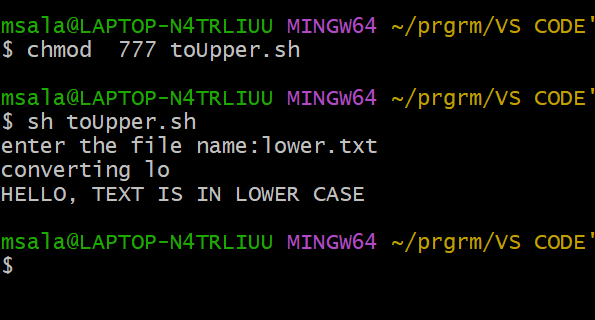 msala@LAPTOP-N4TRLIUU MINGW64 ~/prgrm/VS CODE'
$ chmod  777 toUpper.sh
msala@LAPTOP-N4TRLIUU MINGW64 ~/prgrm/VS CODE'
$ sh toUpper.sh
enter the file name:lower.txt
converting lo
HELLO, TEXT IS IN LOWER CASE
msala@LAPTOP-N4TRLIUU MINGW64 ~/prgrm/VS CODE'
$